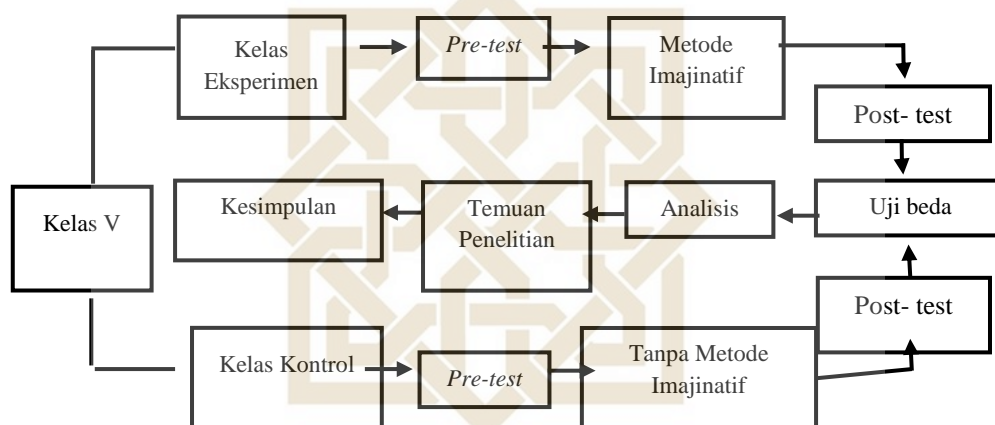 Kelas
Eksperimen
Pre-test
Metode
Imajinatif
Post- test
Kelas V
Kesimpulan
Temuan
Penelitian
Analisis
Uji beda
Post- test
Kelas Kontrol
Pre-test
Tanpa Metode
Imajinatif